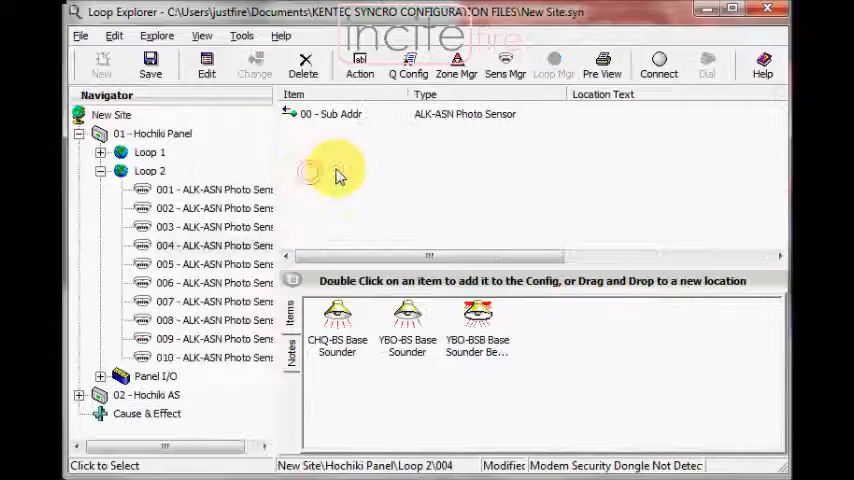 Loop Explorer - C:\Users\justfire\Documents\KENTEC SYNCRO CONFIGURATION FILES\New Site.syn
File Edit Explore View Tools Help
incite fire
New Save Edit Change Delete Action Q Config Zone Mgr Sens Mgr Loop Mgr Pre View Connect Dial Help
Navigator
Item Type Location Text
New Site
00 - Sub Addr ALK-ASN Photo Sensor
01 - Hochiki Panel
Loop 1
Loop 2
001 - ALK-ASN Photo Sens
002 - ALK-ASN Photo Sens
003 - ALK-ASN Photo Sens
004 - ALK-ASN Photo Sens
005 - ALK-ASN Photo Sens
006 - ALK-ASN Photo Sens
007 - ALK-ASN Photo Sens
008 - ALK-ASN Photo Sens
009 - ALK-ASN Photo Sens
010 - ALK-ASN Photo Sens
Panel I/O
02 - Hochiki AS
Cause & Effect
Double Click on an item to add it to the Config, or Drag and Drop to a new location
Items
Notes
CHQ-BS Base Sounder
YBO-BS Base Sounder
YBO-BSB Base Sounder Be...
Click to Select
New Site\Hochiki Panel\Loop 2\004
Modified
Modem Security Dongle Not Detec